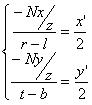 { (-Nx/z)/(r-l) = x'/2
{ (-Ny/z)/(t-b) = y'/2